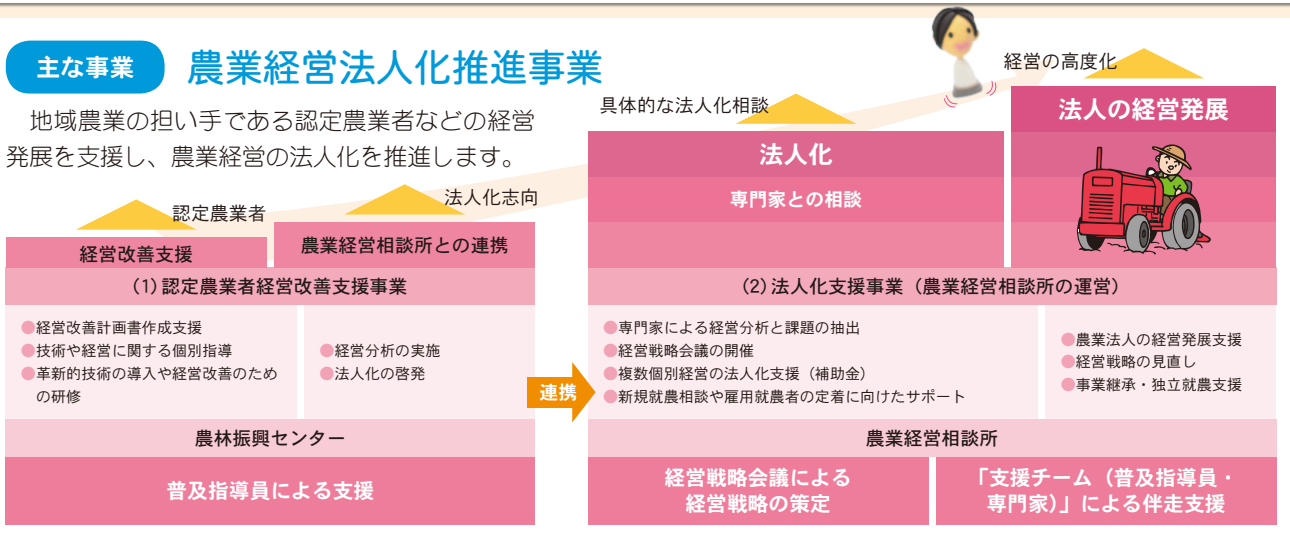 主な事業
農業経営法人化推進事業
地域農業の担い手である認定農業者などの経営
発展を支援し、農業経営の法人化を推進します。
認定農業者
法人化志向
具体的な法人化相談
経営の高度化
経営改善支援
農業経営相談所との連携
法人化
専門家との相談
法人の経営発展
(1)認定農業者経営改善支援事業
●経営改善計画書作成支援
●技術や経営に関する個別指導
●革新的技術の導入や経営改善のため
の研修
●経営分析の実施
●法人化の啓発
農林振興センター
普及指導員による支援
連携
(2)法人化支援事業（農業経営相談所の運営）
●専門家による経営分析と課題の抽出
●経営戦略会議の開催
●複数個別経営の法人化支援（補助金）
●新規就農相談や雇用就農者の定着に向けたサポート
●農業法人の経営発展支援
●経営戦略の見直し
●事業継承・独立就農支援
農業経営相談所
経営戦略会議による
経営戦略の策定
「支援チーム（普及指導員・
専門家）」による伴走支援